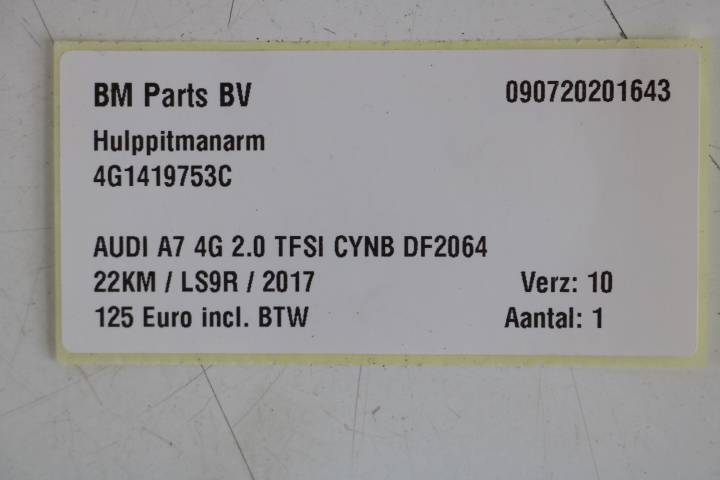 BM Parts BV 090720201643
Hulppitmanarm
4G1419753C
AUDI A7 4G 2.0 TFSI CYNB DF2064
22KM / LS9R / 2017 Verz: 10
125 Euro incl. BTW Aantal: 1